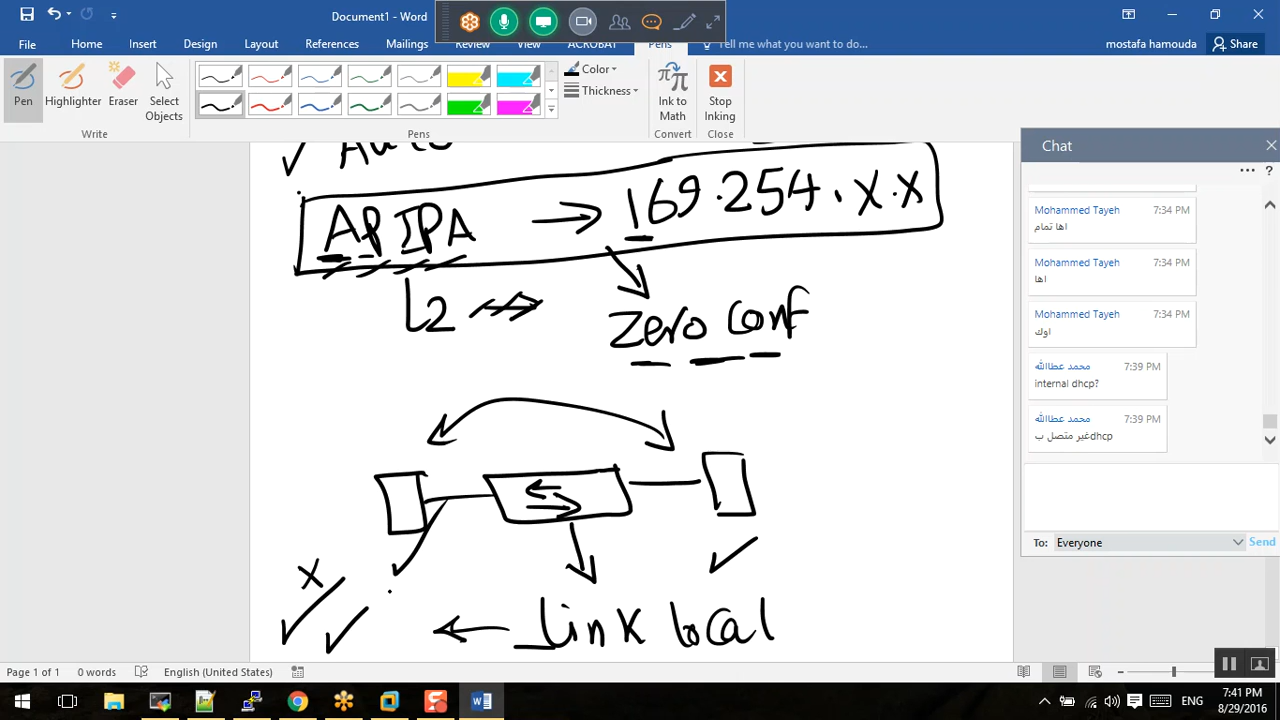 Document1 - Word
File Home Insert Design Layout References Mailings Review View ACROBAT Pens Tell me what you want to do...
mostafa hamouda Share
Pen Highlighter Eraser Select Objects
Write
Pens
Color
Thickness
Ink to Math
Convert
Stop Inking
Close
Auto
APIPA → 169.254.X.X
L2
Zero conf
X
Link local
Chat
Mohammed Tayeh 7:34 PM
اها تمام
Mohammed Tayeh 7:34 PM
اها
Mohammed Tayeh 7:34 PM
اوك
محمد عطاالله 7:39 PM
internal dhcp?
محمد عطاالله 7:39 PM
غير متصل بdhcp
To: Everyone Send
Page 1 of 1 0 words English (United States)
ENG
7:41 PM
8/29/2016